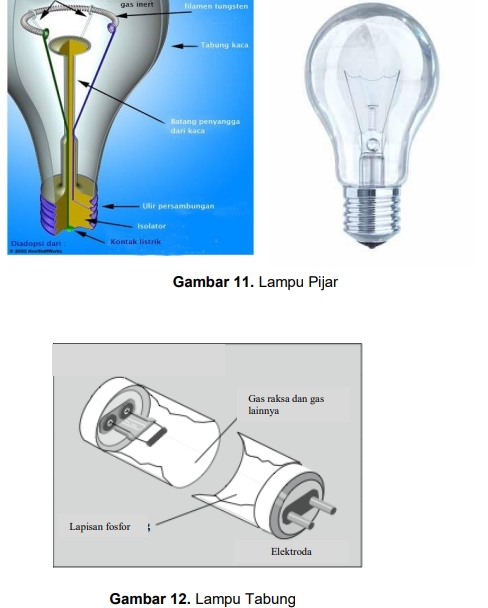 gas inert
filamen tungsten
Tabung kaca
Batang penyangga
dari kaca
Ulir persambungan
Isolator
Kontak listrik
Diadopsi dari :
© 2002 HowStuffWorks
Gambar 11. Lampu Pijar
Gas raksa dan gas
lainnya
Lapisan fosfor
Elektroda
Gambar 12. Lampu Tabung